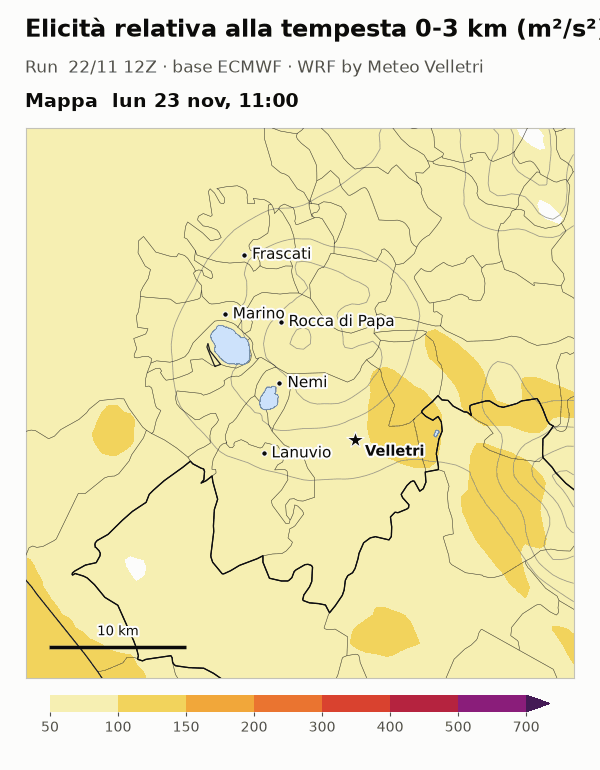 Elicità relativa alla tempesta 0-3 km (m²/s²)
Run 22/11 12Z · base ECMWF · WRF by Meteo Velletri
Mappa lun 23 nov, 11:00
Frascati
Marino
Rocca di Papa
Nemi
Velletri
Lanuvio
10 km
50 100 150 200 300 400 500 700